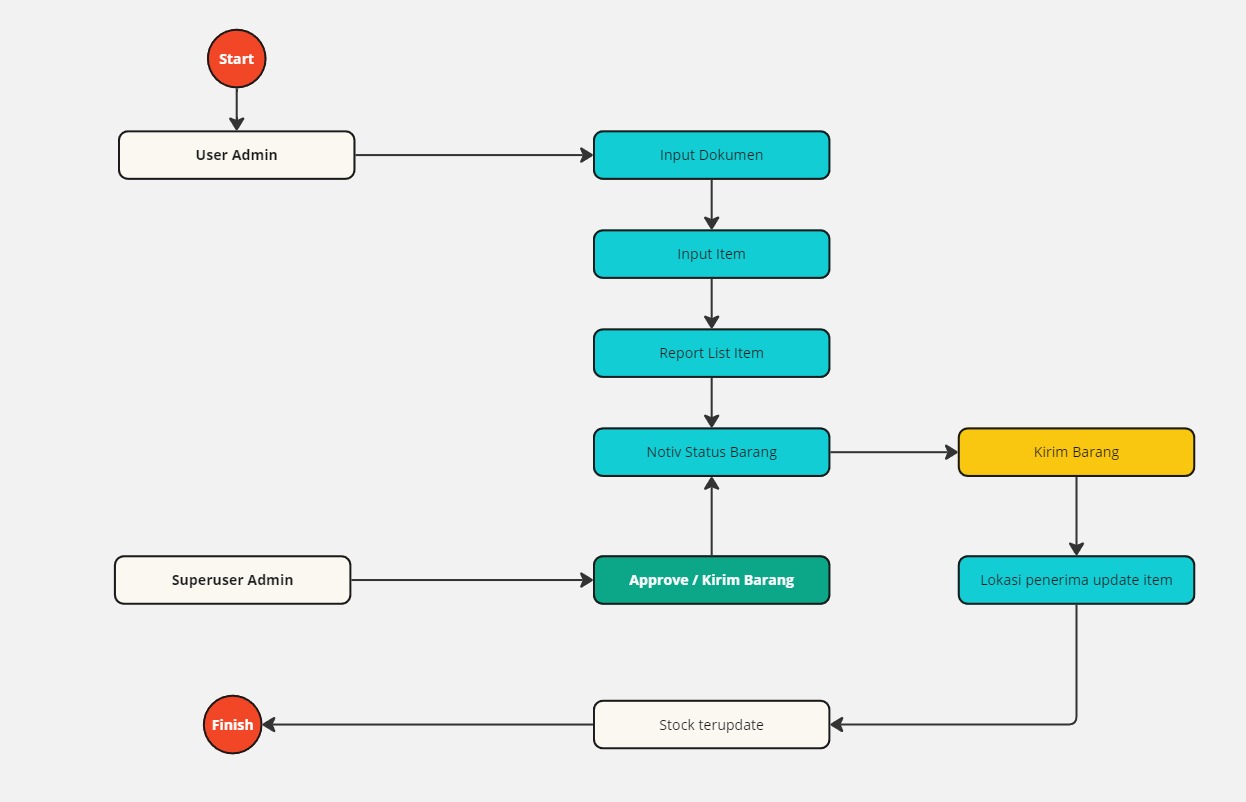 Start
User Admin
Input Dokumen
Input Item
Report List Item
Notiv Status Barang
Kirim Barang
Superuser Admin
Approve / Kirim Barang
Lokasi penerima update item
Finish
Stock terupdate